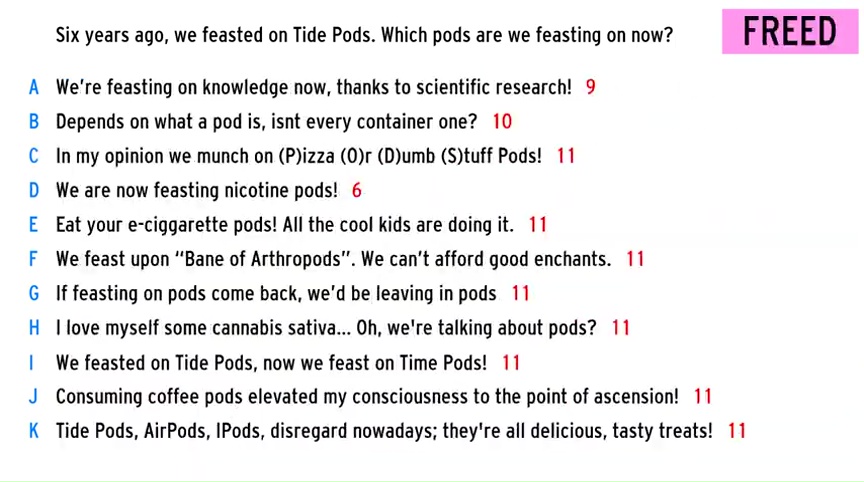 Six years ago, we feasted on Tide Pods. Which pods are we feasting on now?
FREED
A We're feasting on knowledge now, thanks to scientific research! 9
B Depends on what a pod is, isnt every container one? 10
C In my opinion we munch on (P)izza (O)r (D)umb (S)tuff Pods! 11
D We are now feasting nicotine pods! 6
E Eat your e-ciggarette pods! All the cool kids are doing it. 11
F We feast upon “Bane of Arthropods”. We can't afford good enchants. 11
G If feasting on pods come back, we'd be leaving in pods 11
H I love myself some cannabis sativa... Oh, we're talking about pods? 11
I We feasted on Tide Pods, now we feast on Time Pods! 11
J Consuming coffee pods elevated my consciousness to the point of ascension! 11
K Tide Pods, AirPods, IPods, disregard nowadays; they're all delicious, tasty treats! 11